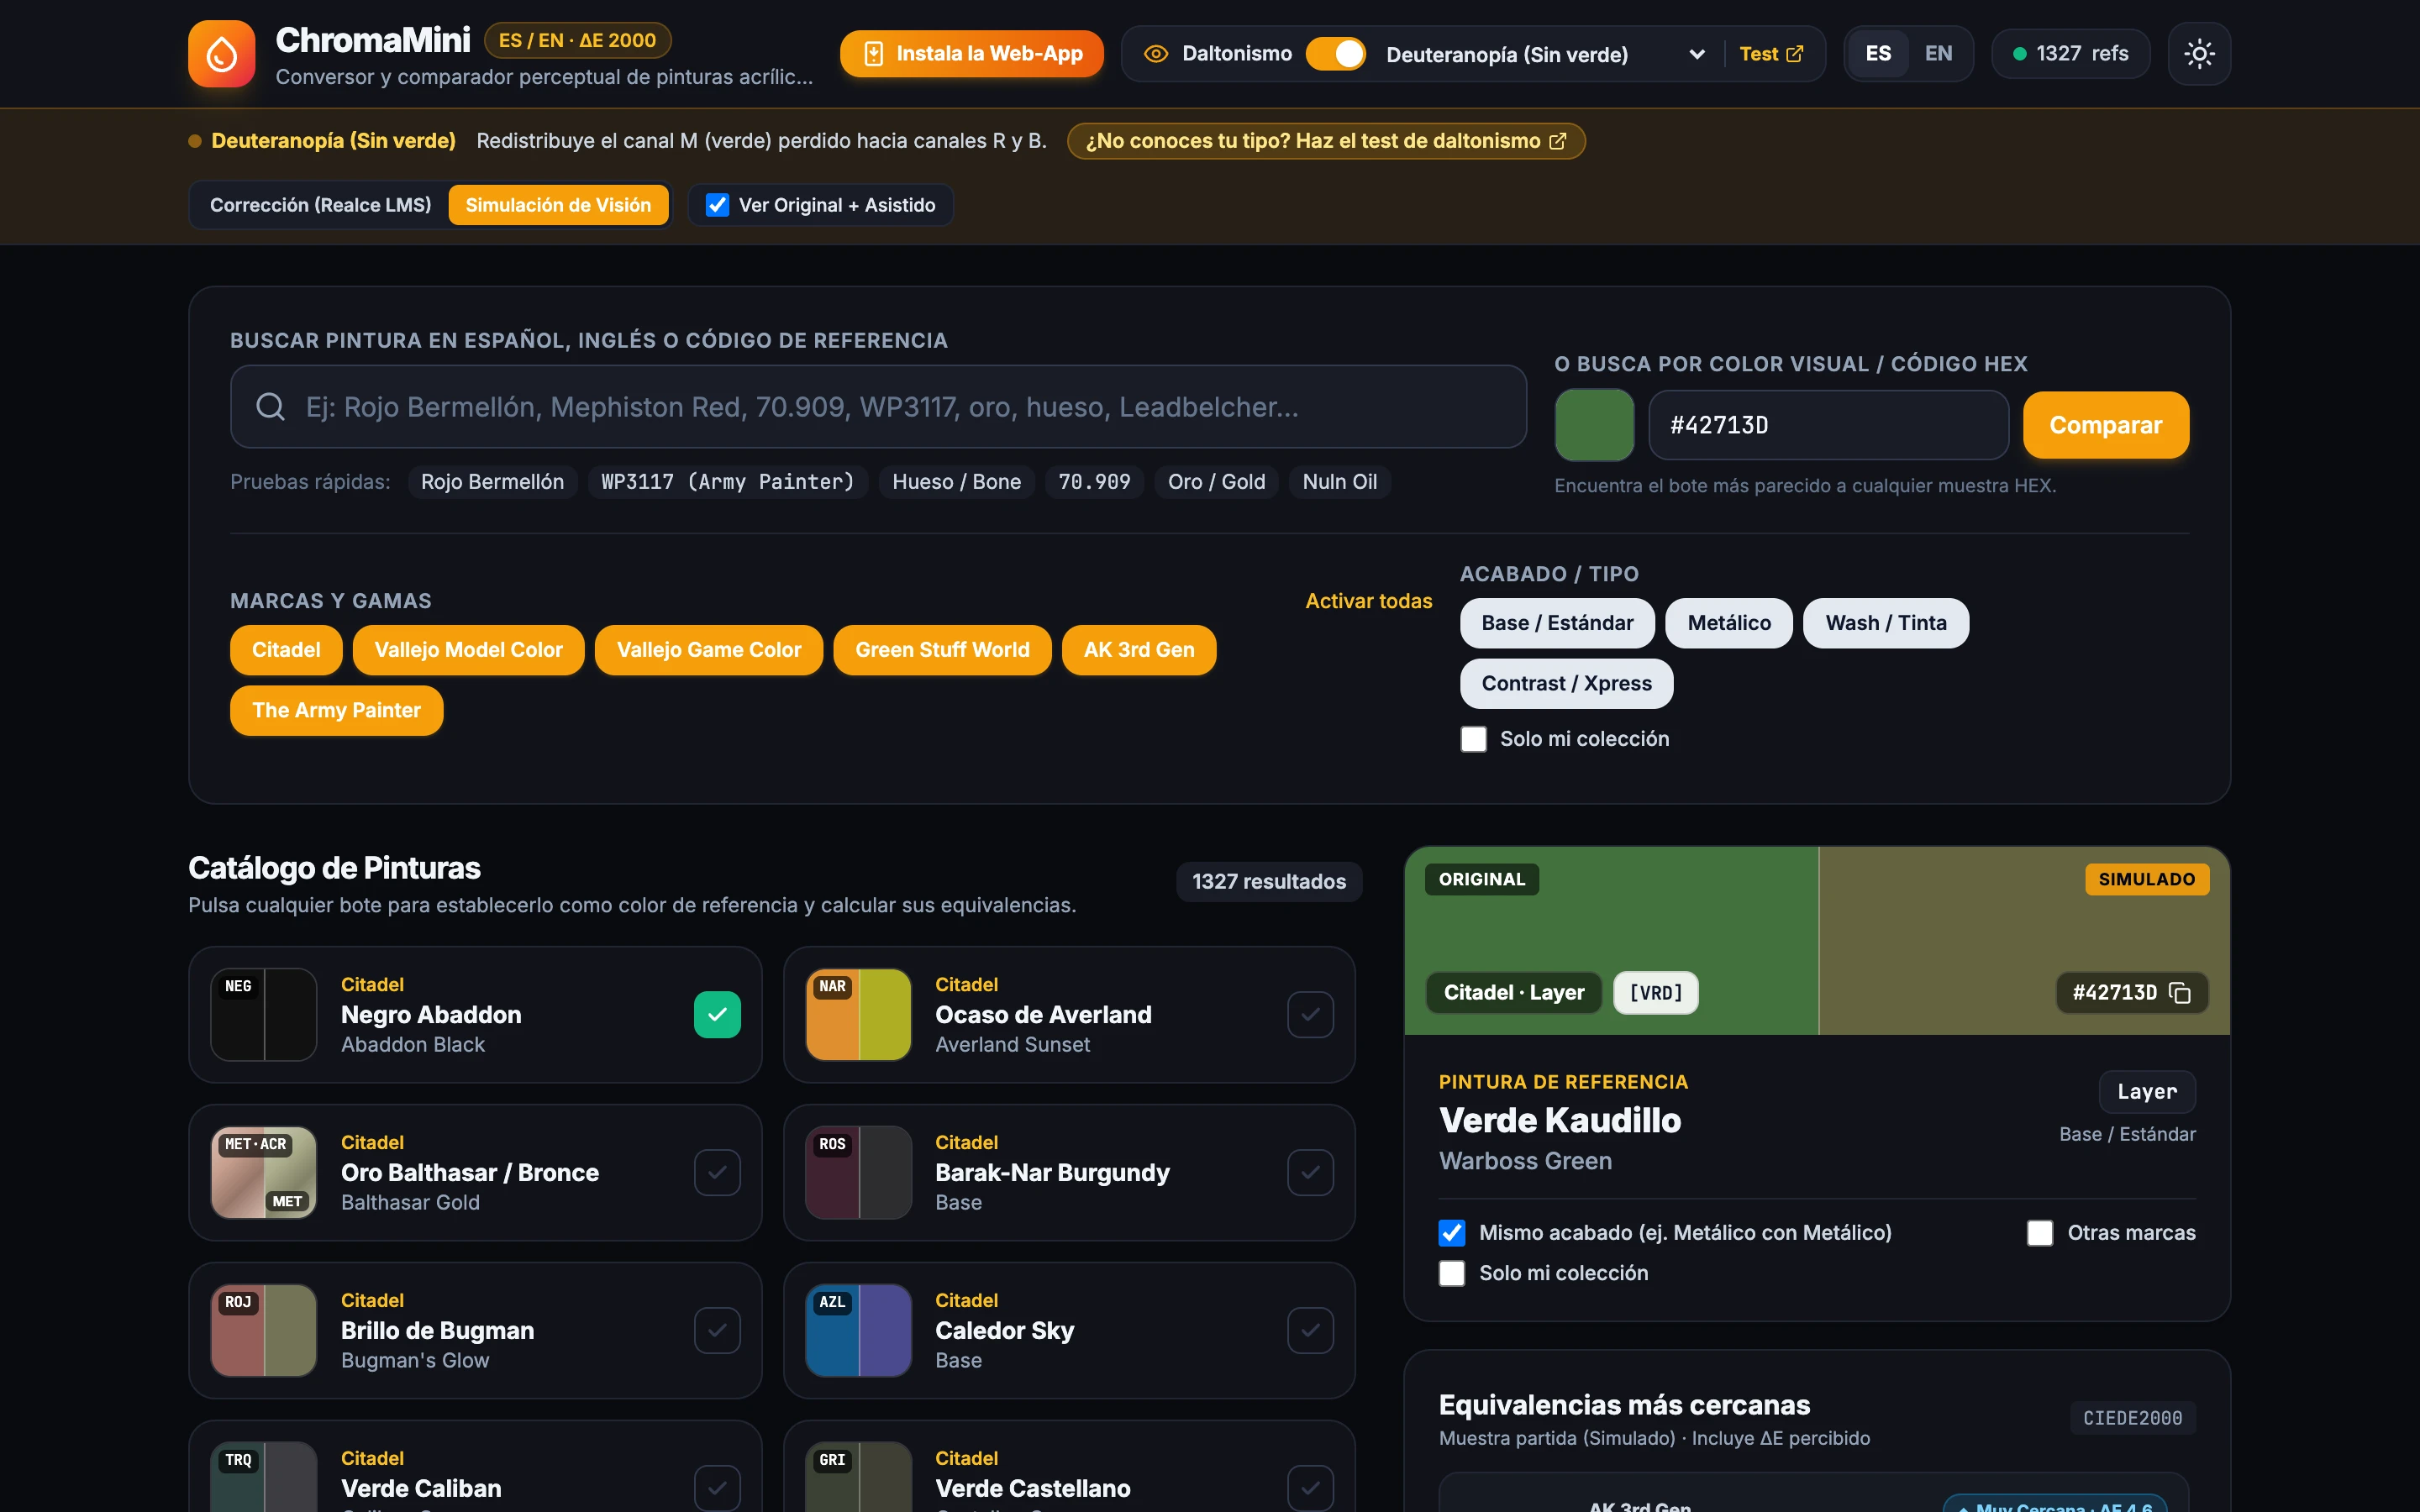 ChromaMini
ES / EN · ΔE 2000
Conversor y comparador perceptual de pinturas acrílic...
Instala la Web-App
Daltonismo
Deuteranopía (Sin verde)
Test
ES
EN
1327 refs
Deuteranopía (Sin verde)
Redistribuye el canal M (verde) perdido hacia canales R y B.
¿No conoces tu tipo? Haz el test de daltonismo
Corrección (Realce LMS)
Simulación de Visión
Ver Original + Asistido
BUSCAR PINTURA EN ESPAÑOL, INGLÉS O CÓDIGO DE REFERENCIA
Ej: Rojo Bermellón, Mephiston Red, 70.909, WP3117, oro, hueso, Leadbelcher...
Pruebas rápidas:
Rojo Bermellón
WP3117 (Army Painter)
Hueso / Bone
70.909
Oro / Gold
Nuln Oil
O BUSCA POR COLOR VISUAL / CÓDIGO HEX
#42713D
Comparar
Encuentra el bote más parecido a cualquier muestra HEX.
MARCAS Y GAMAS
Activar todas
Citadel
Vallejo Model Color
Vallejo Game Color
Green Stuff World
AK 3rd Gen
The Army Painter
ACABADO / TIPO
Base / Estándar
Metálico
Wash / Tinta
Contrast / Xpress
Solo mi colección
Catálogo de Pinturas
Pulsa cualquier bote para establecerlo como color de referencia y calcular sus equivalencias.
1327 resultados
NEG
Citadel
Negro Abaddon
Abaddon Black
NAR
Citadel
Ocaso de Averland
Averland Sunset
MET·ACR
MET
Citadel
Oro Balthasar / Bronce
Balthasar Gold
ROS
Citadel
Barak-Nar Burgundy
Base
ROJ
Citadel
Brillo de Bugman
Bugman's Glow
AZL
Citadel
Caledor Sky
Base
TRQ
Citadel
Verde Caliban
GRI
Citadel
Verde Castellano
ORIGINAL
SIMULADO
Citadel · Layer
[VRD]
#42713D
PINTURA DE REFERENCIA
Verde Kaudillo
Warboss Green
Layer
Base / Estándar
Mismo acabado (ej. Metálico con Metálico)
Otras marcas
Solo mi colección
Equivalencias más cercanas
Muestra partida (Simulado) · Incluye ΔE percibido
CIEDE2000
AK 3rd Gen
Muy Cercana · ΔE 4.6